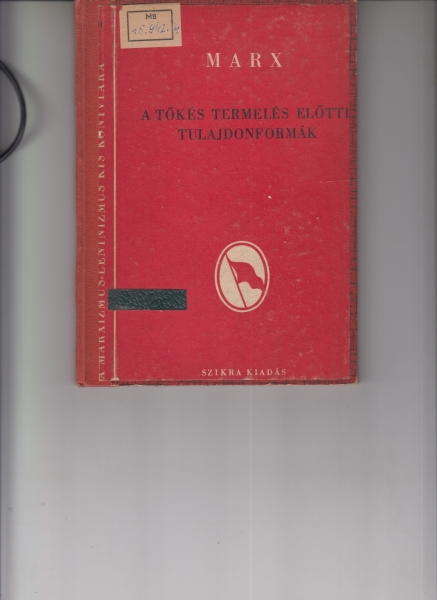 MB
MARX
A TŐKÉS TERMELÉS ELŐTTI
TULAJDONFORMÁK
SZIKRA KIADÁS
A MARXIZMUS-LENINIZMUS KIS KÖNYVTÁRA